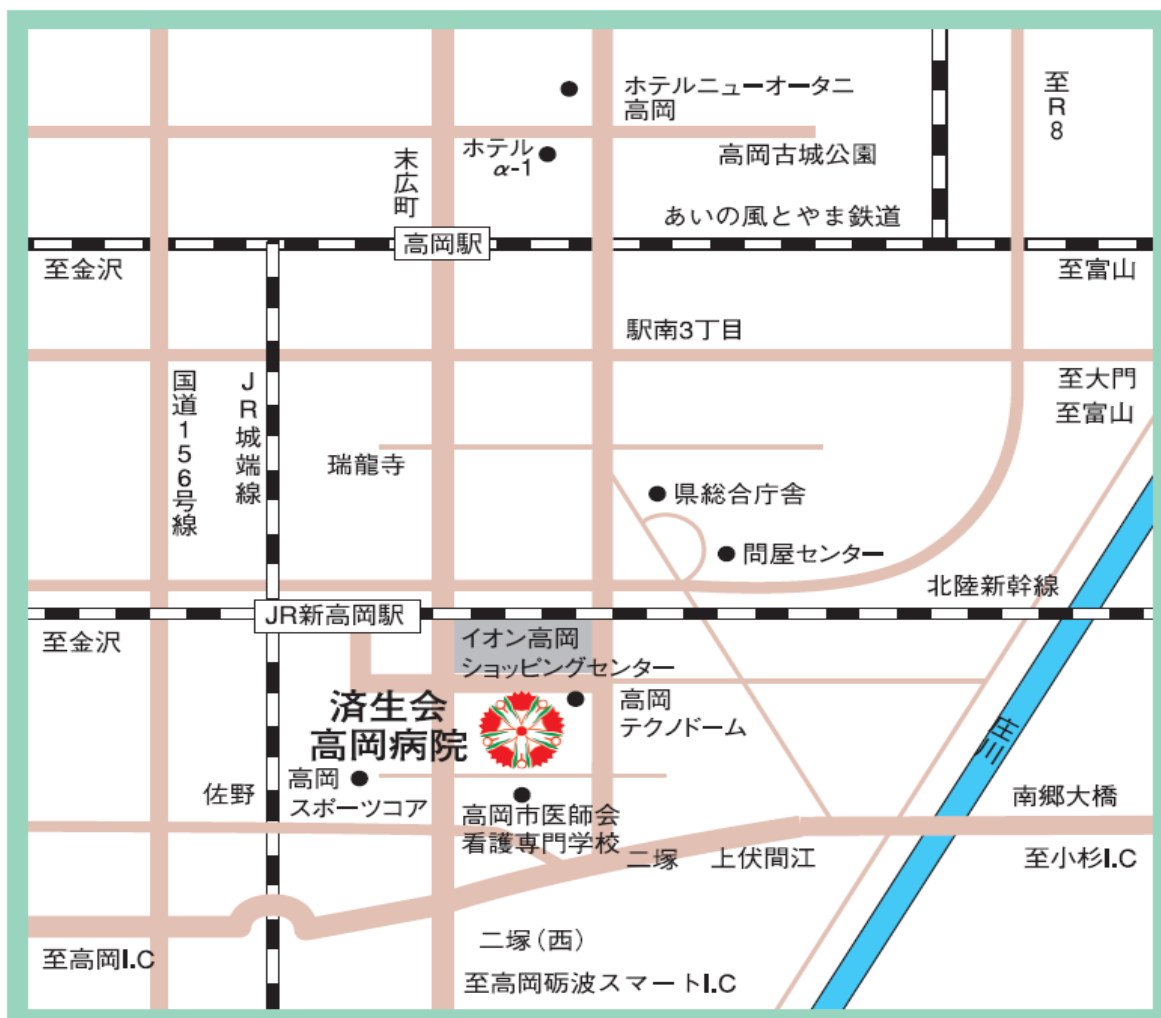 ホテルニューオータニ
高岡
至R8
ホテル
α-1
高岡古城公園
末広町
あいの風とやま鉄道
高岡駅
至金沢
至富山
駅南3丁目
国道156号線
JR城端線
至大門
至富山
瑞龍寺
県総合庁舎
問屋センター
北陸新幹線
JR新高岡駅
至金沢
イオン高岡
ショッピングセンター
済生会
高岡病院
高岡
テクノドーム
庄川
佐野
高岡
スポーツコア
高岡市医師会
看護専門学校
南郷大橋
二塚
上伏間江
至小杉I.C
二塚(西)
至高岡I.C
至高岡砺波スマートI.C